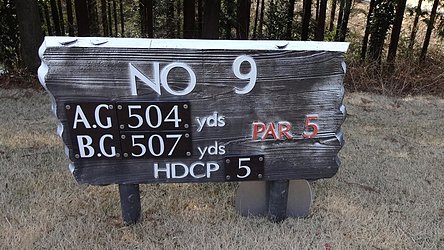 NO 9
A.G 504 yds
B.G 507 yds
PAR 5
HDCP 5